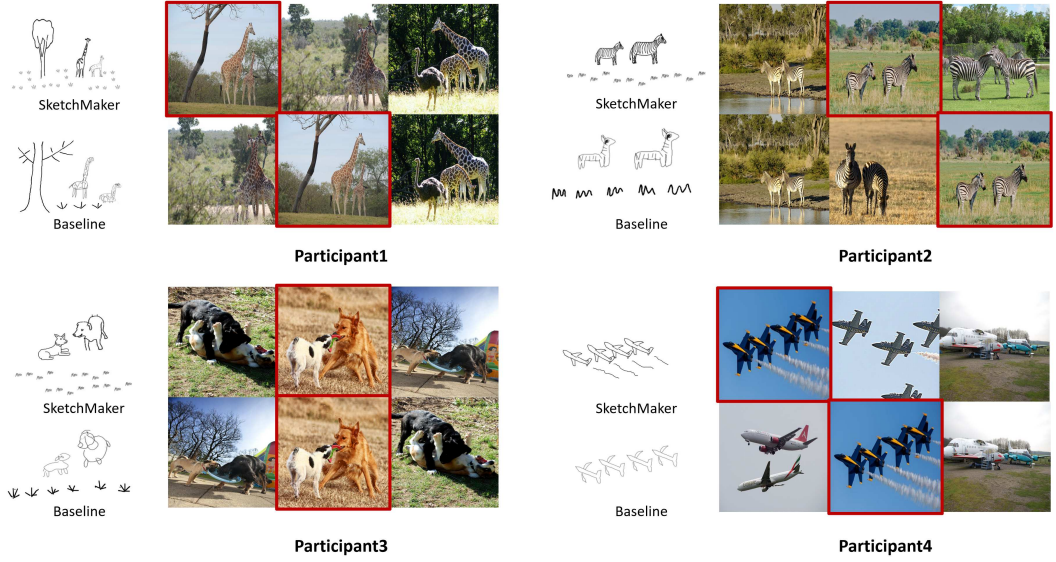 SketchMaker
Baseline
Participant1
SketchMaker
Baseline
Participant2
SketchMaker
Baseline
Participant3
SketchMaker
Baseline
Participant4